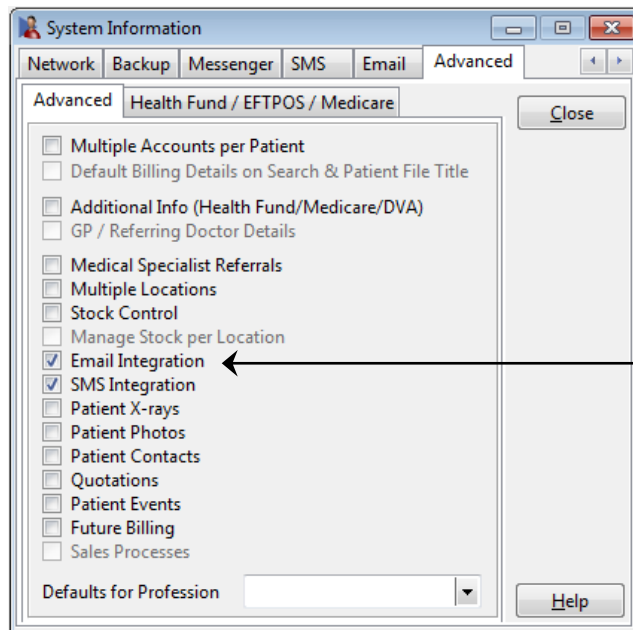 System Information
Network Backup Messenger SMS Email Advanced
Advanced Health Fund / EFTPOS / Medicare
Close
Multiple Accounts per Patient
Default Billing Details on Search & Patient File Title
Additional Info (Health Fund/Medicare/DVA)
GP / Referring Doctor Details
Medical Specialist Referrals
Multiple Locations
Stock Control
Manage Stock per Location
Email Integration
SMS Integration
Patient X-rays
Patient Photos
Patient Contacts
Quotations
Patient Events
Future Billing
Sales Processes
Defaults for Profession
Help